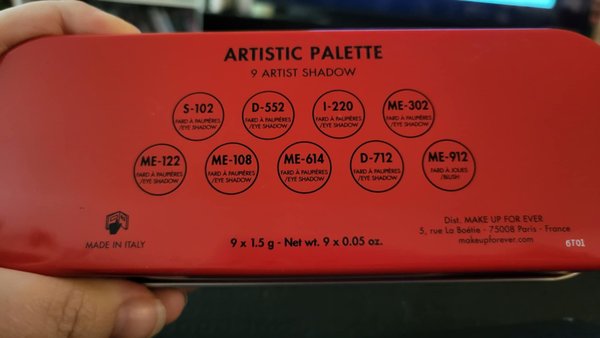 ARTISTIC PALETTE
9 ARTIST SHADOW
S-102
FARD À PAUPIÈRES
/EYE SHADOW
D-552
FARD À PAUPIÈRES
/EYE SHADOW
I-220
FARD À PAUPIÈRES
/EYE SHADOW
ME-302
FARD À PAUPIÈRES
/EYE SHADOW
ME-122
FARD À PAUPIÈRES
/EYE SHADOW
ME-108
FARD À PAUPIÈRES
/EYE SHADOW
ME-614
FARD À PAUPIÈRES
/EYE SHADOW
D-712
FARD À PAUPIÈRES
/EYE SHADOW
ME-912
FARD À JOUES
/BLUSH
MADE IN ITALY
9 x 1.5 g - Net wt. 9 x 0.05 oz.
Dist. MAKE UP FOR EVER
5, rue La Boétie - 75008 Paris - France
makeupforever.com
6T01